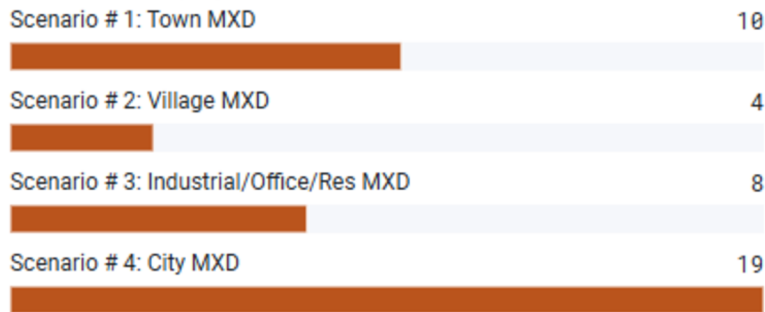 Scenario # 1: Town MXD 10
Scenario # 2: Village MXD 4
Scenario # 3: Industrial/Office/Res MXD 8
Scenario # 4: City MXD 19